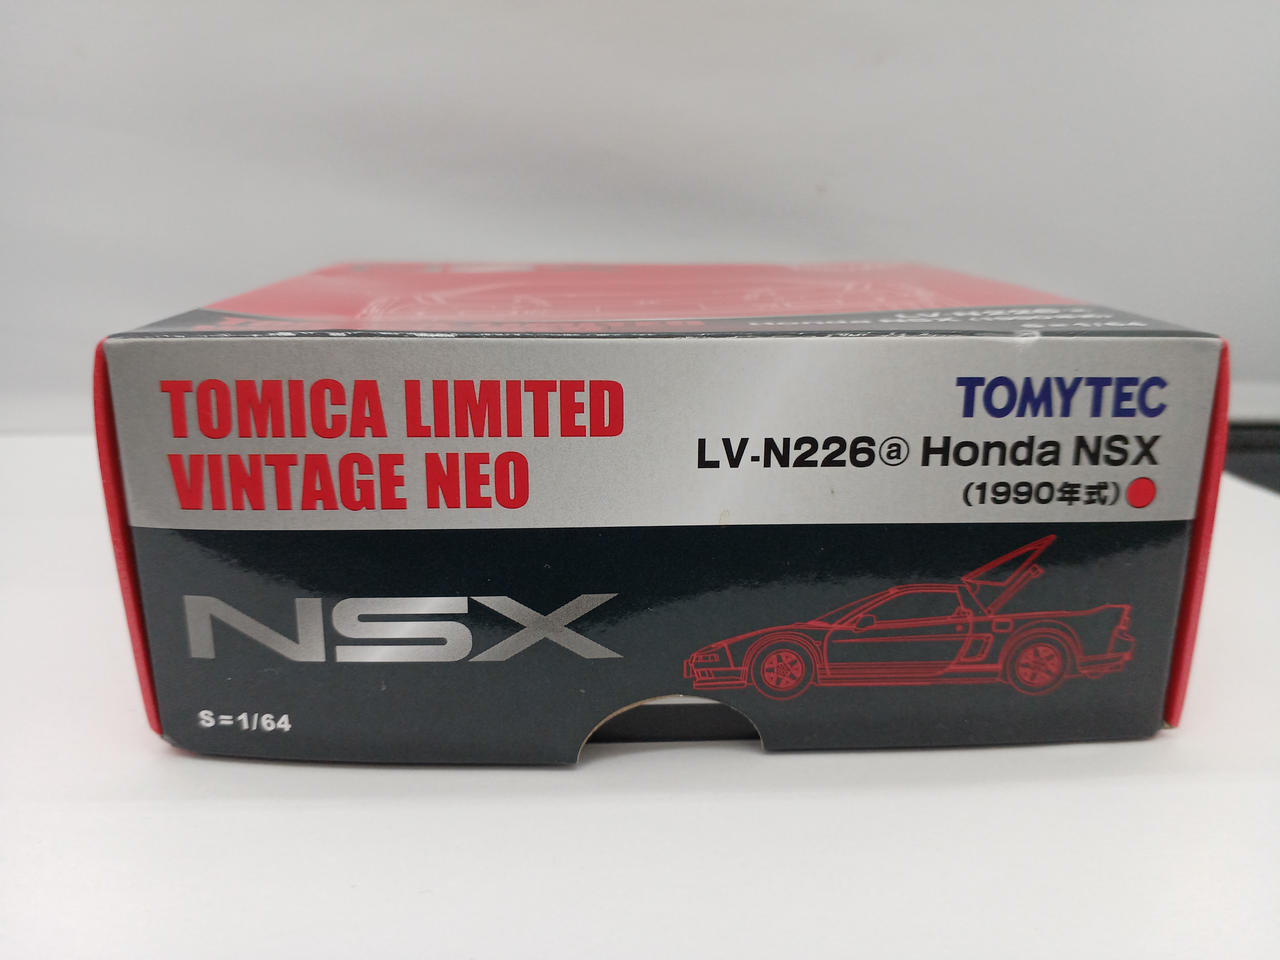 TOMICA LIMITED
VINTAGE NEO
TOMYTEC
LV-N226ⓐ Honda NSX
(1990年式)
NSX
S=1/64